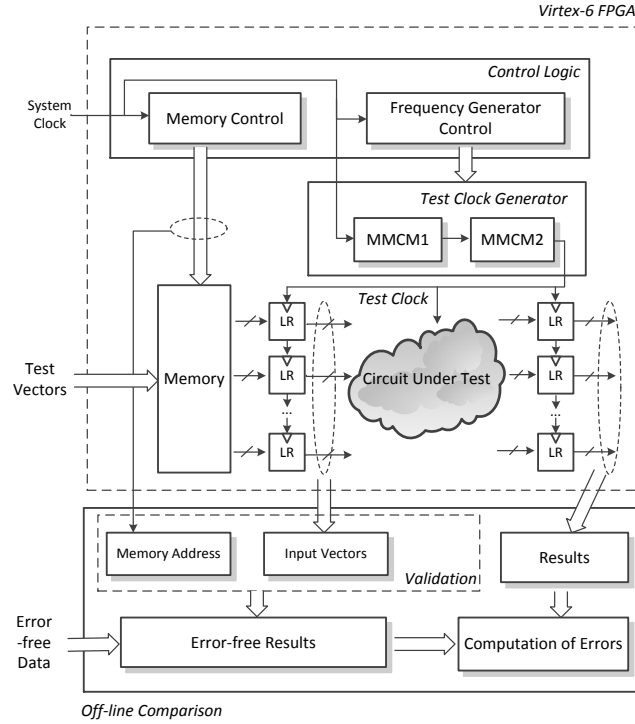 Virtex-6 FPGA
Control Logic
System
Clock
Memory Control
Frequency Generator
Control
Test Clock Generator
MMCM1
MMCM2
Test Clock
LR
LR
Test
Vectors
Memory
LR
Circuit Under Test
LR
...
...
LR
LR
Memory Address
Input Vectors
Results
Validation
Error
-free
Data
Error-free Results
Computation of Errors
Off-line Comparison